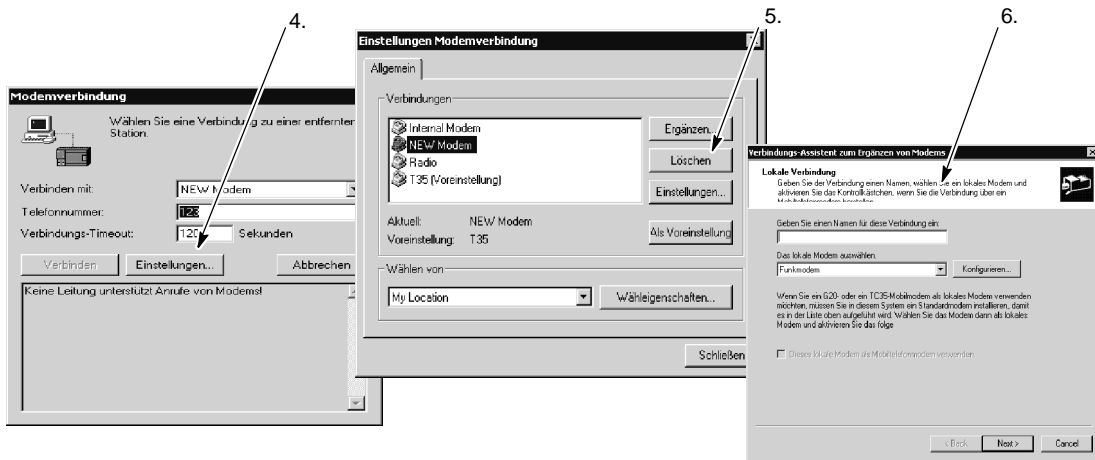 4.
5.
6.
Modemverbindung
Wählen Sie eine Verbindung zu einer entfernten
Station.
Verbinden mit:
NEW Modem
Telefonnummer:
123
Verbindungs-Timeout:
120
Sekunden
Verbinden
Einstellungen...
Abbrechen
Keine Leitung unterstützt Anrufe von Modems!
Einstellungen Modemverbindung
Allgemein
Verbindungen
Internal Modem
NEW Modem
Radio
T35 (Voreinstellung)
Ergänzen...
Löschen
Einstellungen...
Als Voreinstellung
Aktuell: NEW Modem
Voreinstellung: T35
Wählen von
My Location
Wähleigenschaften...
Schließen
Verbindungs-Assistent zum Ergänzen von Modems
Lokale Verbindung
Geben Sie der Verbindung einen Namen, wählen Sie ein lokales Modem und
aktivieren Sie das Kontrollkästchen, wenn Sie die Verbindung über ein
Mobiltelefonmodem herstellen
Geben Sie einen Namen für diese Verbindung ein:
Das lokale Modem auswählen.
Funkmodem
Konfigurieren...
Wenn Sie ein G20- oder ein TC35-Mobilmodem als lokales Modem verwenden
möchten, müssen Sie in diesem System ein Standardmodem installieren, damit
es in der Liste oben aufgeführt wird. Wählen Sie das Modem dann als lokales
Modem und aktivieren Sie das folge
Dieses lokale Modem als Mobiltelefonmodem verwenden.
< Back
Next >
Cancel